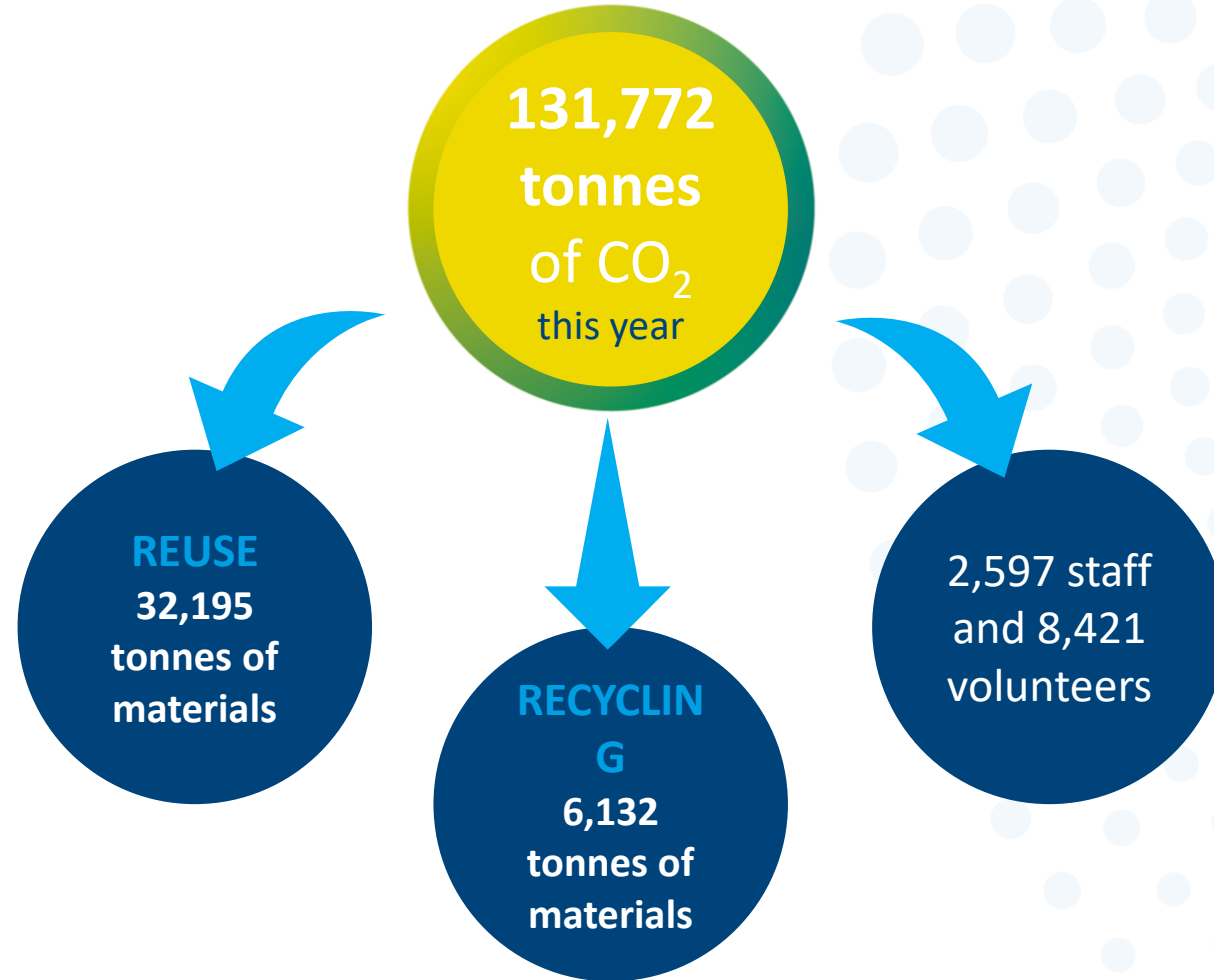 131,772
tonnes
of CO₂
this year
REUSE
32,195
tonnes of
materials
RECYCLIN
G
6,132
tonnes of
materials
2,597 staff
and 8,421
volunteers